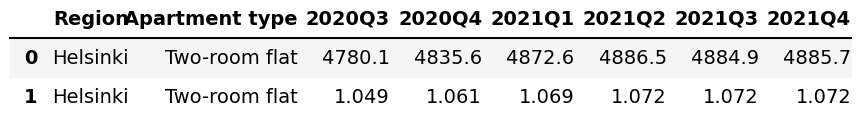 Region Apartment type 2020Q3 2020Q4 2021Q1 2021Q2 2021Q3 2021Q4
0 Helsinki Two-room flat 4780.1 4835.6 4872.6 4886.5 4884.9 4885.7
1 Helsinki Two-room flat 1.049 1.061 1.069 1.072 1.072 1.072